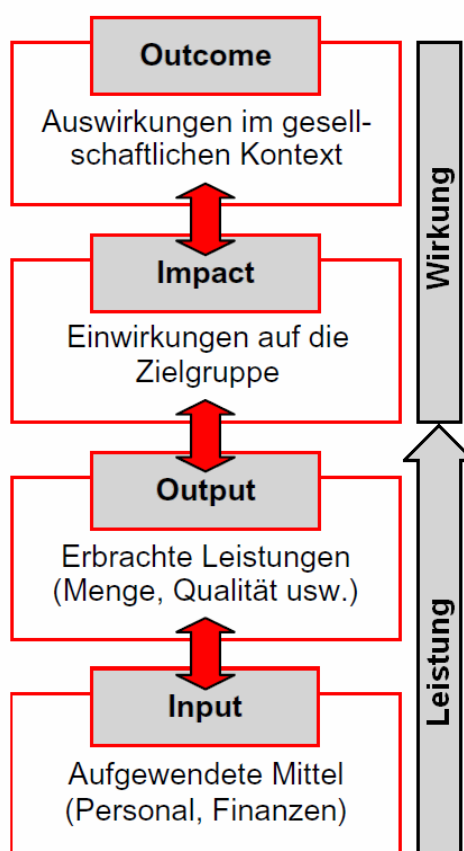 Outcome
Auswirkungen im gesell-
schaftlichen Kontext
Impact
Einwirkungen auf die
Zielgruppe
Output
Erbrachte Leistungen
(Menge, Qualität usw.)
Input
Aufgewendete Mittel
(Personal, Finanzen)
Wirkung
Leistung